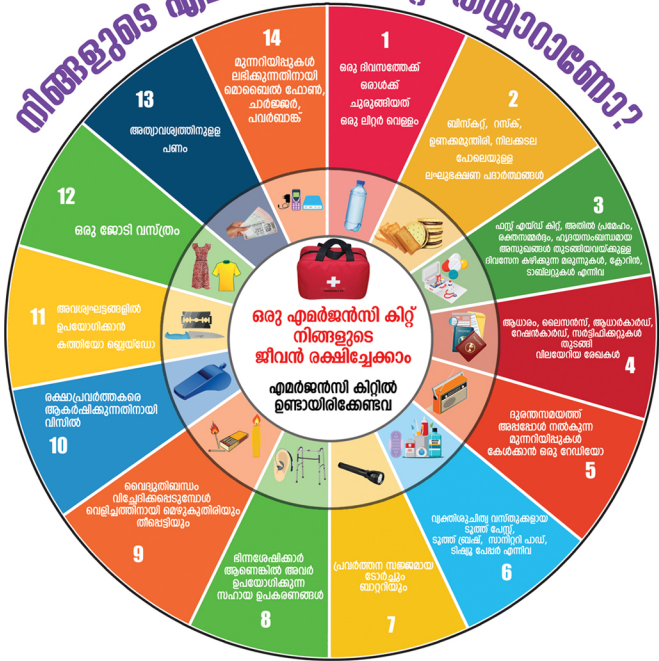 നിങ്ങളുടെ
തയ്യാറാണോ?
1
ഒരു ദിവസത്തേക്ക്
ഒരാൾക്ക്
ചുരുങ്ങിയത്
ഒരു ലിറ്റർ വെള്ളം
2
ബിസ്കറ്റ്, റസ്ക്,
ഉണക്കമുന്തിരി, നിലക്കടല
പോലെയുള്ള
ലഘുഭക്ഷണ പദാർത്ഥങ്ങൾ
3
ഫസ്റ്റ് എയ്ഡ് കിറ്റ്, അതിൽ പ്രമേഹം,
രക്തസമ്മർദ്ദം, ഹൃദയസംബന്ധമായ
അസുഖങ്ങൾ തുടങ്ങിയവയ്ക്കുള്ള
ദിവസേന കഴിക്കുന്ന മരുന്നുകൾ, ക്ലോറിൻ,
ടാബ്‌ലറ്റുകൾ എന്നിവ
ആധാരം, ലൈസൻസ്, ആധാർകാർഡ്,
റേഷൻകാർഡ്, സർട്ടിഫിക്കറ്റുകൾ
തുടങ്ങി
വിലയേറിയ രേഖകൾ
4
ദുരന്തസമയത്ത്
അപ്പപ്പോൾ നൽകുന്ന
മുന്നറിയിപ്പുകൾ
കേൾക്കാൻ ഒരു റേഡിയോ
5
വ്യക്തിശുചിത്വ വസ്തുക്കളായ
ടൂത്ത് പേസ്റ്റ്,
ടൂത്ത് ബ്രഷ്, സാനിറ്ററി പാഡ്,
ടിഷ്യൂ പേപ്പർ എന്നിവ
6
പ്രവർത്തന സജ്ജമായ
ടോർച്ചും
ബാറ്ററിയും
7
ഭിന്നശേഷിക്കാർ
ആണെങ്കിൽ അവർ
ഉപയോഗിക്കുന്ന
സഹായ ഉപകരണങ്ങൾ
8
വൈദ്യുതിബന്ധം
വിച്ഛേദിക്കപ്പെടുമ്പോൾ
വെളിച്ചത്തിനായി മെഴുകുതിരിയും
തീപ്പെട്ടിയും
9
രക്ഷാപ്രവർത്തകരെ
ആകർഷിക്കുന്നതിനായി
വിസിൽ
10
11
അവശ്യഘട്ടങ്ങളിൽ
ഉപയോഗിക്കാൻ
കത്തിയോ ബ്ലെയ്ഡോ
12
ഒരു ജോടി വസ്ത്രം
13
അത്യാവശ്യത്തിനുളള
പണം
14
മുന്നറിയിപ്പുകൾ
ലഭിക്കുന്നതിനായി
മൊബൈൽ ഫോൺ,
ചാർജ്ജർ,
പവർബാങ്ക്
ഒരു എമർജൻസി കിറ്റ്
നിങ്ങളുടെ
ജീവൻ രക്ഷിച്ചേക്കാം
എമർജൻസി കിറ്റിൽ
ഉണ്ടായിരിക്കേണ്ടവ